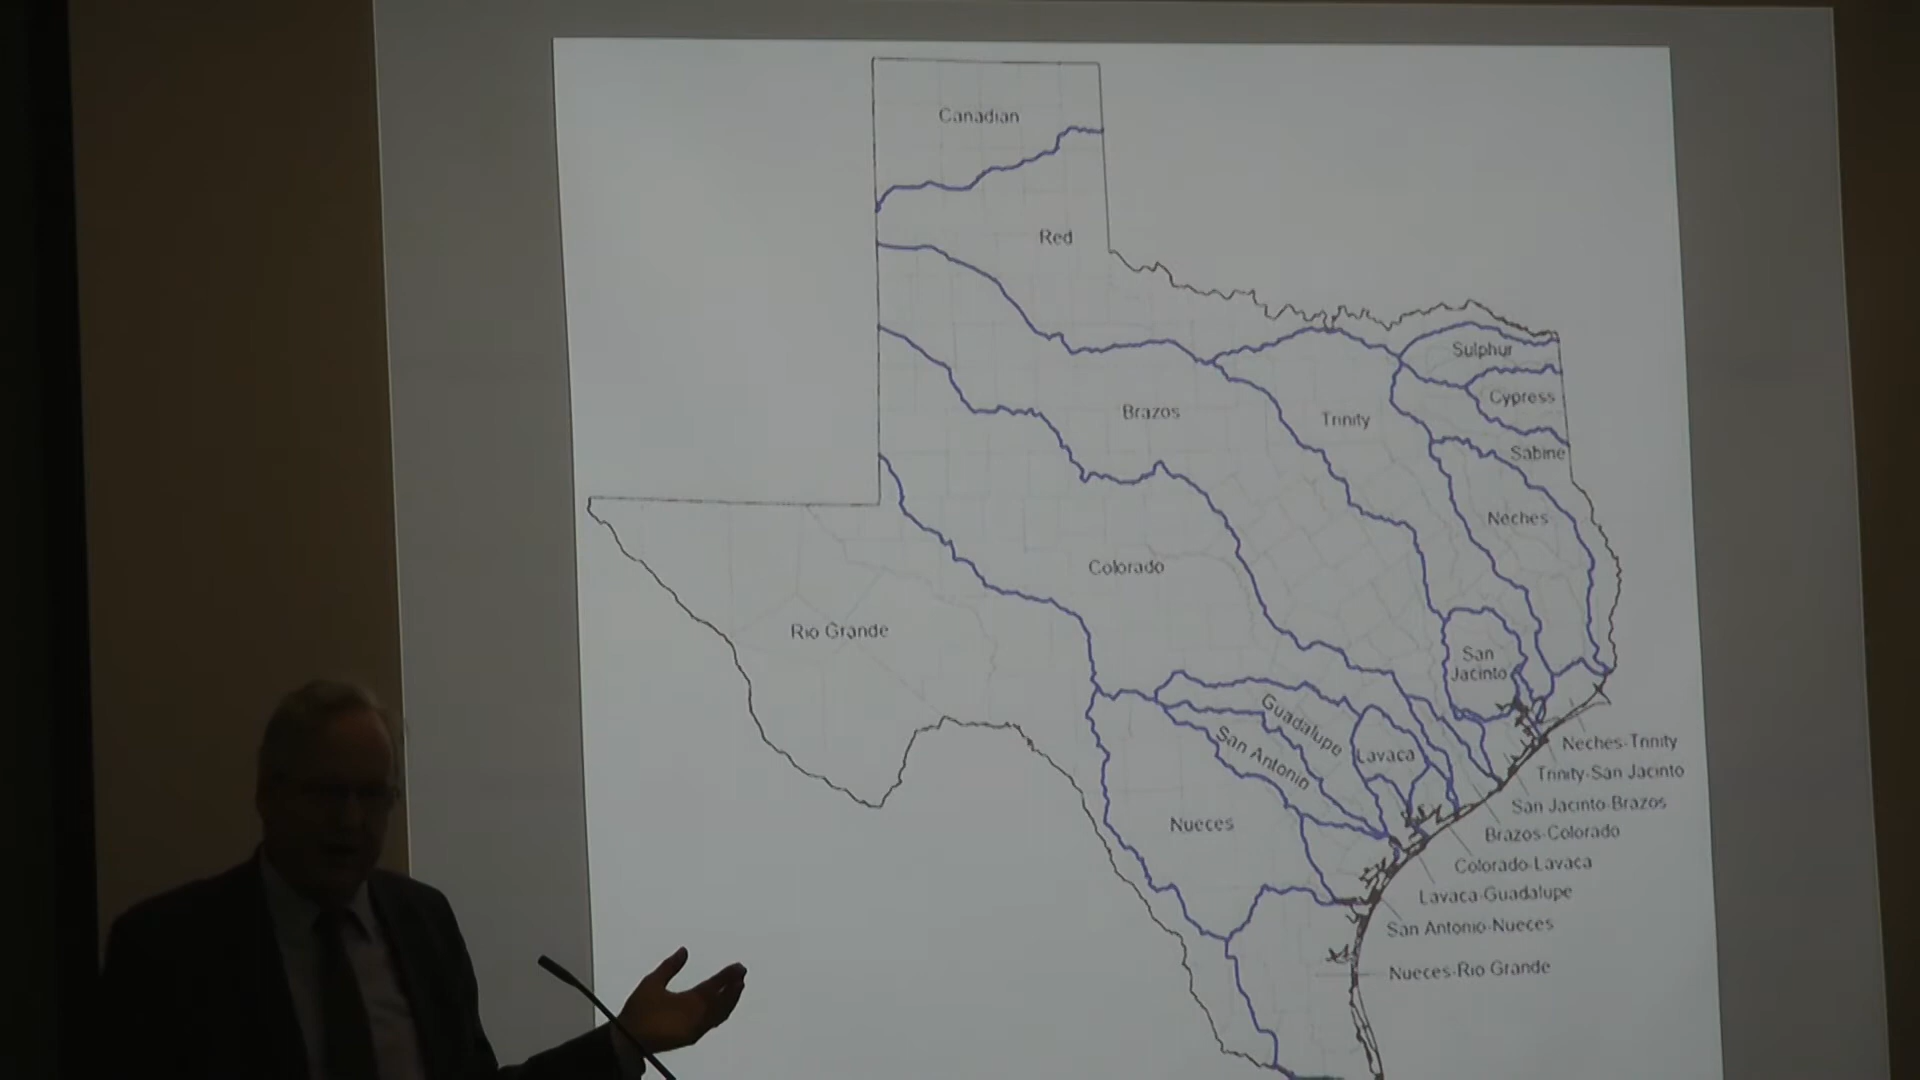 Canadian
Red
Sulphur
Cypress
Brazos
Trinity
Sabine
Neches
Colorado
Rio Grande
San
Jacinto
Guadalupe
San Antonio
Lavaca
Nueces
Neches-Trinity
Trinity-San Jacinto
San Jacinto-Brazos
Brazos-Colorado
Colorado-Lavaca
Lavaca-Guadalupe
San Antonio-Nueces
Nueces-Rio Grande